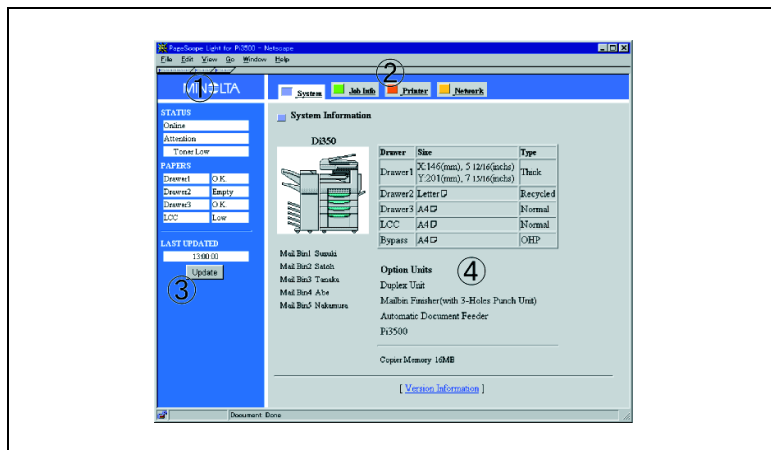 PageScope Light for Pi3500 - Netscape
File Edit View Go Window Help
MINOLTA
①
②
System
Job Info
Printer
Network
STATUS
Online
Attention
Toner Low
PAPERS
Drawer1 O.K.
Drawer2 Empty
Drawer3 O.K.
LCC Low
LAST UPDATED
13:00:00
Update
③
System Information
Di350
Mail Bin1 Suzuki
Mail Bin2 Satoh
Mail Bin3 Tanaka
Mail Bin4 Abe
Mail Bin5 Nakamura
Drawer Size Type
Drawer1 X:146(mm), 5 12/16(inchs) Thick
Y:201(mm), 7 15/16(inchs)
Drawer2 Letter Recycled
Drawer3 A4 Normal
LCC A4 Normal
Bypass A4 OHP
④
Option Units
Duplex Unit
Mailbin Finisher(with 3-Holes Punch Unit)
Automatic Document Feeder
Pi3500
Copier Memory 16MB
[ Version Information ]
Document Done